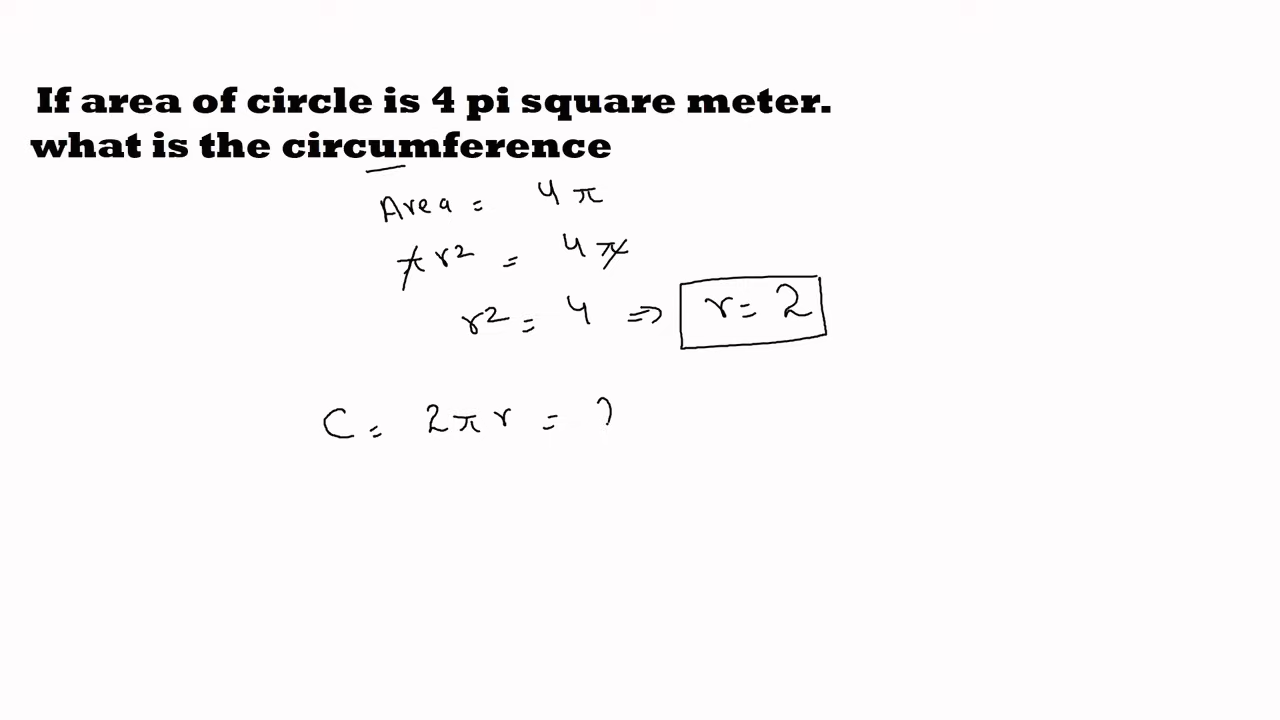 If area of circle is 4 pi square meter.
what is the circumference
Area = 4π
πr² = 4π
r² = 4 ⇒ r = 2
C = 2πr =